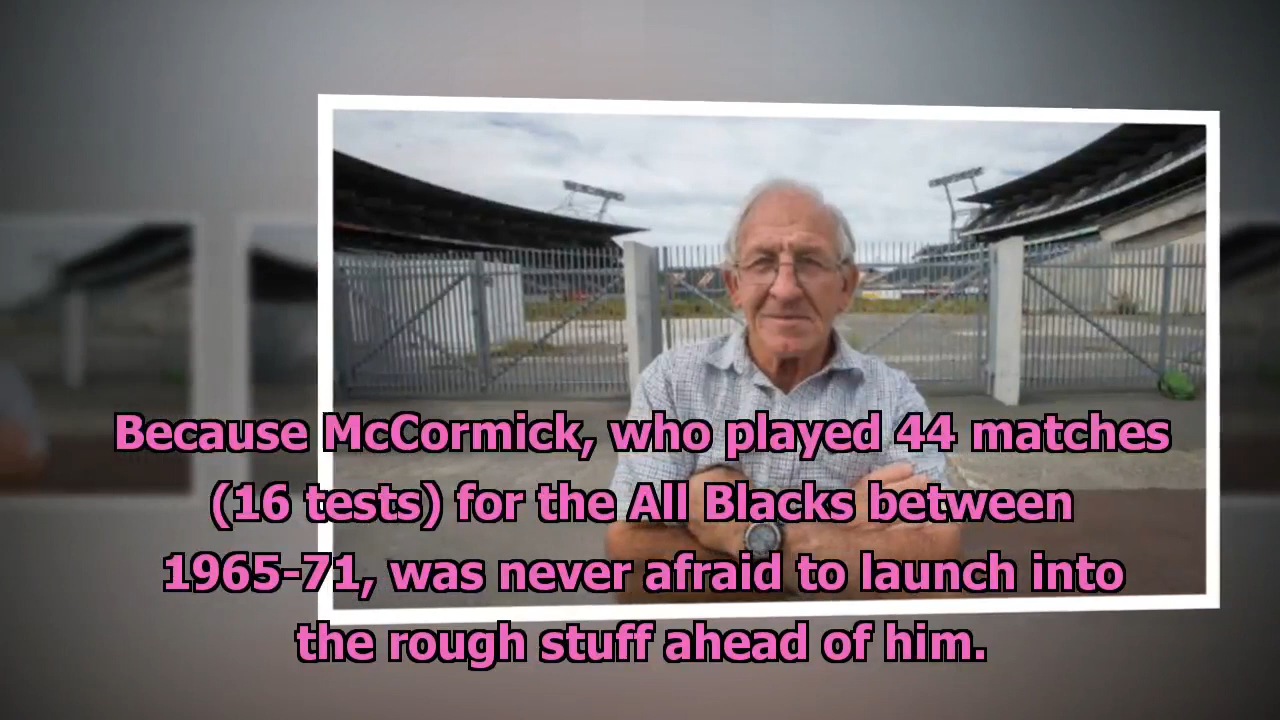 Because McCormick, who played 44 matches
(16 tests) for the All Blacks between
1965-71, was never afraid to launch into
the rough stuff ahead of him.